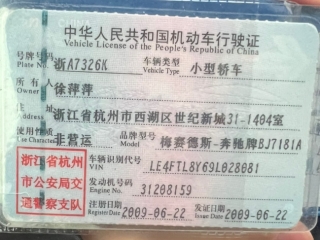 中华人民共和国机动车行驶证
Vehicle License of the People's Republic of China
号牌号码 浙A7326K 车辆类型 小型轿车
Plate No. Vehicle Type
所有人 徐萍萍
Owner
住址 浙江省杭州市西湖区世纪新城31-1404室
Address
使用性质 非营运 品牌型号 梅赛德斯-奔驰牌BJ7181A
Use Character Model
浙江省杭州市公安局交通警察支队
车辆识别代号 LE4FTL8Y69L028081
VIN
发动机号码 31208159
Engine No.
注册日期 2009-06-22 发证日期 2009-06-22
Register Date Issue Date